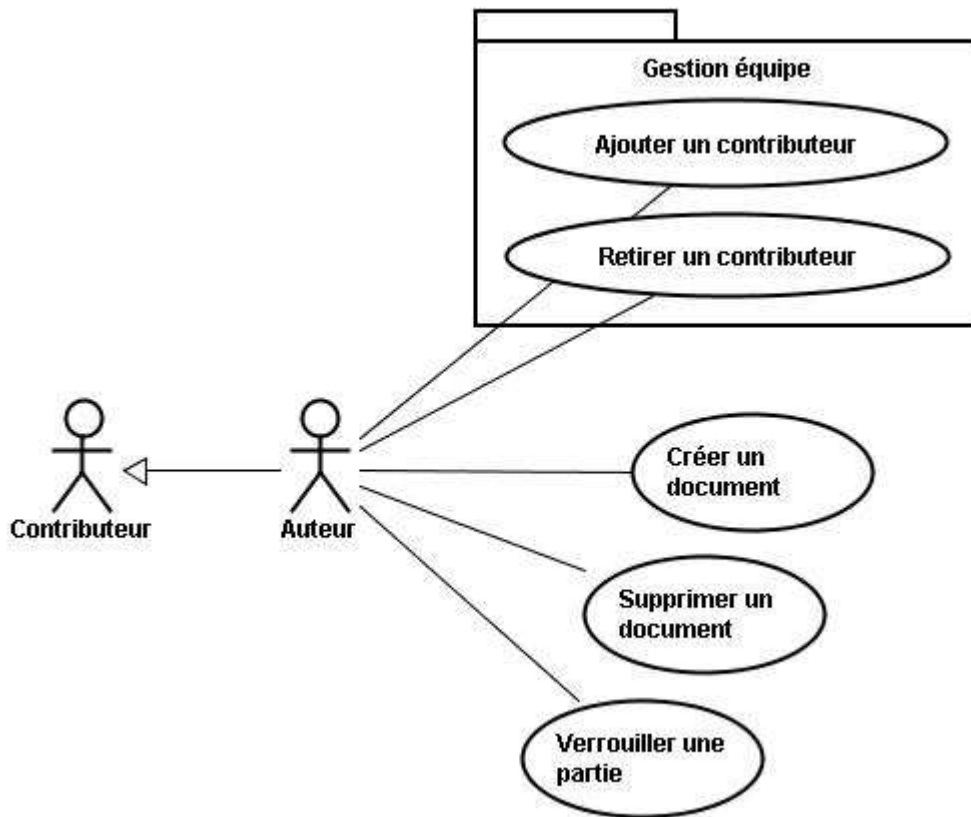 Gestion équipe
Ajouter un contributeur
Retirer un contributeur
Contributeur
Auteur
Créer un
document
Supprimer un
document
Verrouiller une
partie